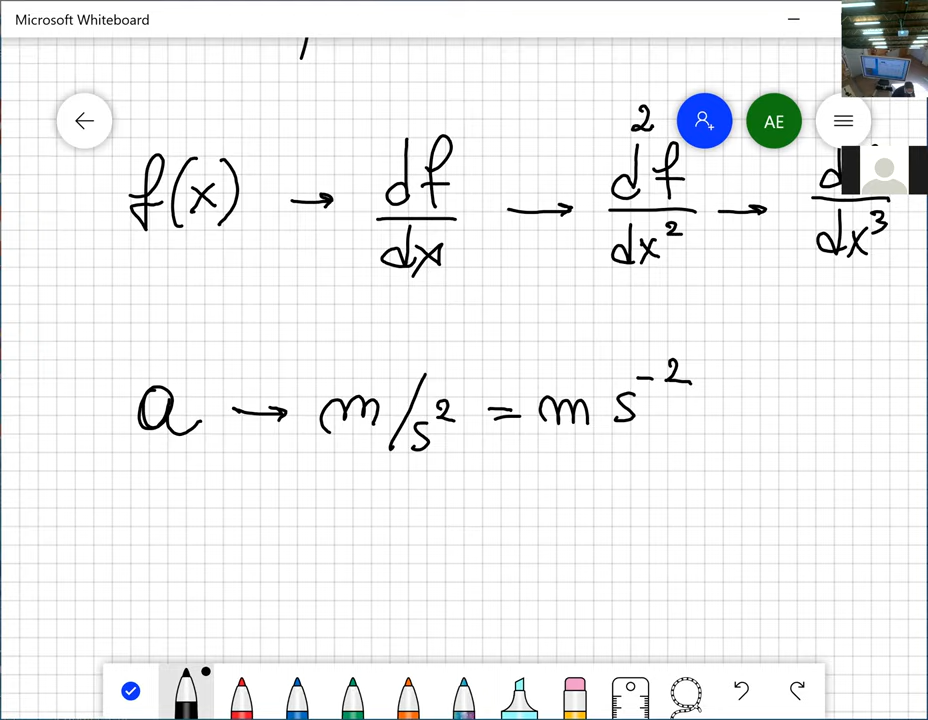 Microsoft Whiteboard
AE
f(x) → df/dx → d²f/dx² → d /dx³
a → m/s² = m s⁻²